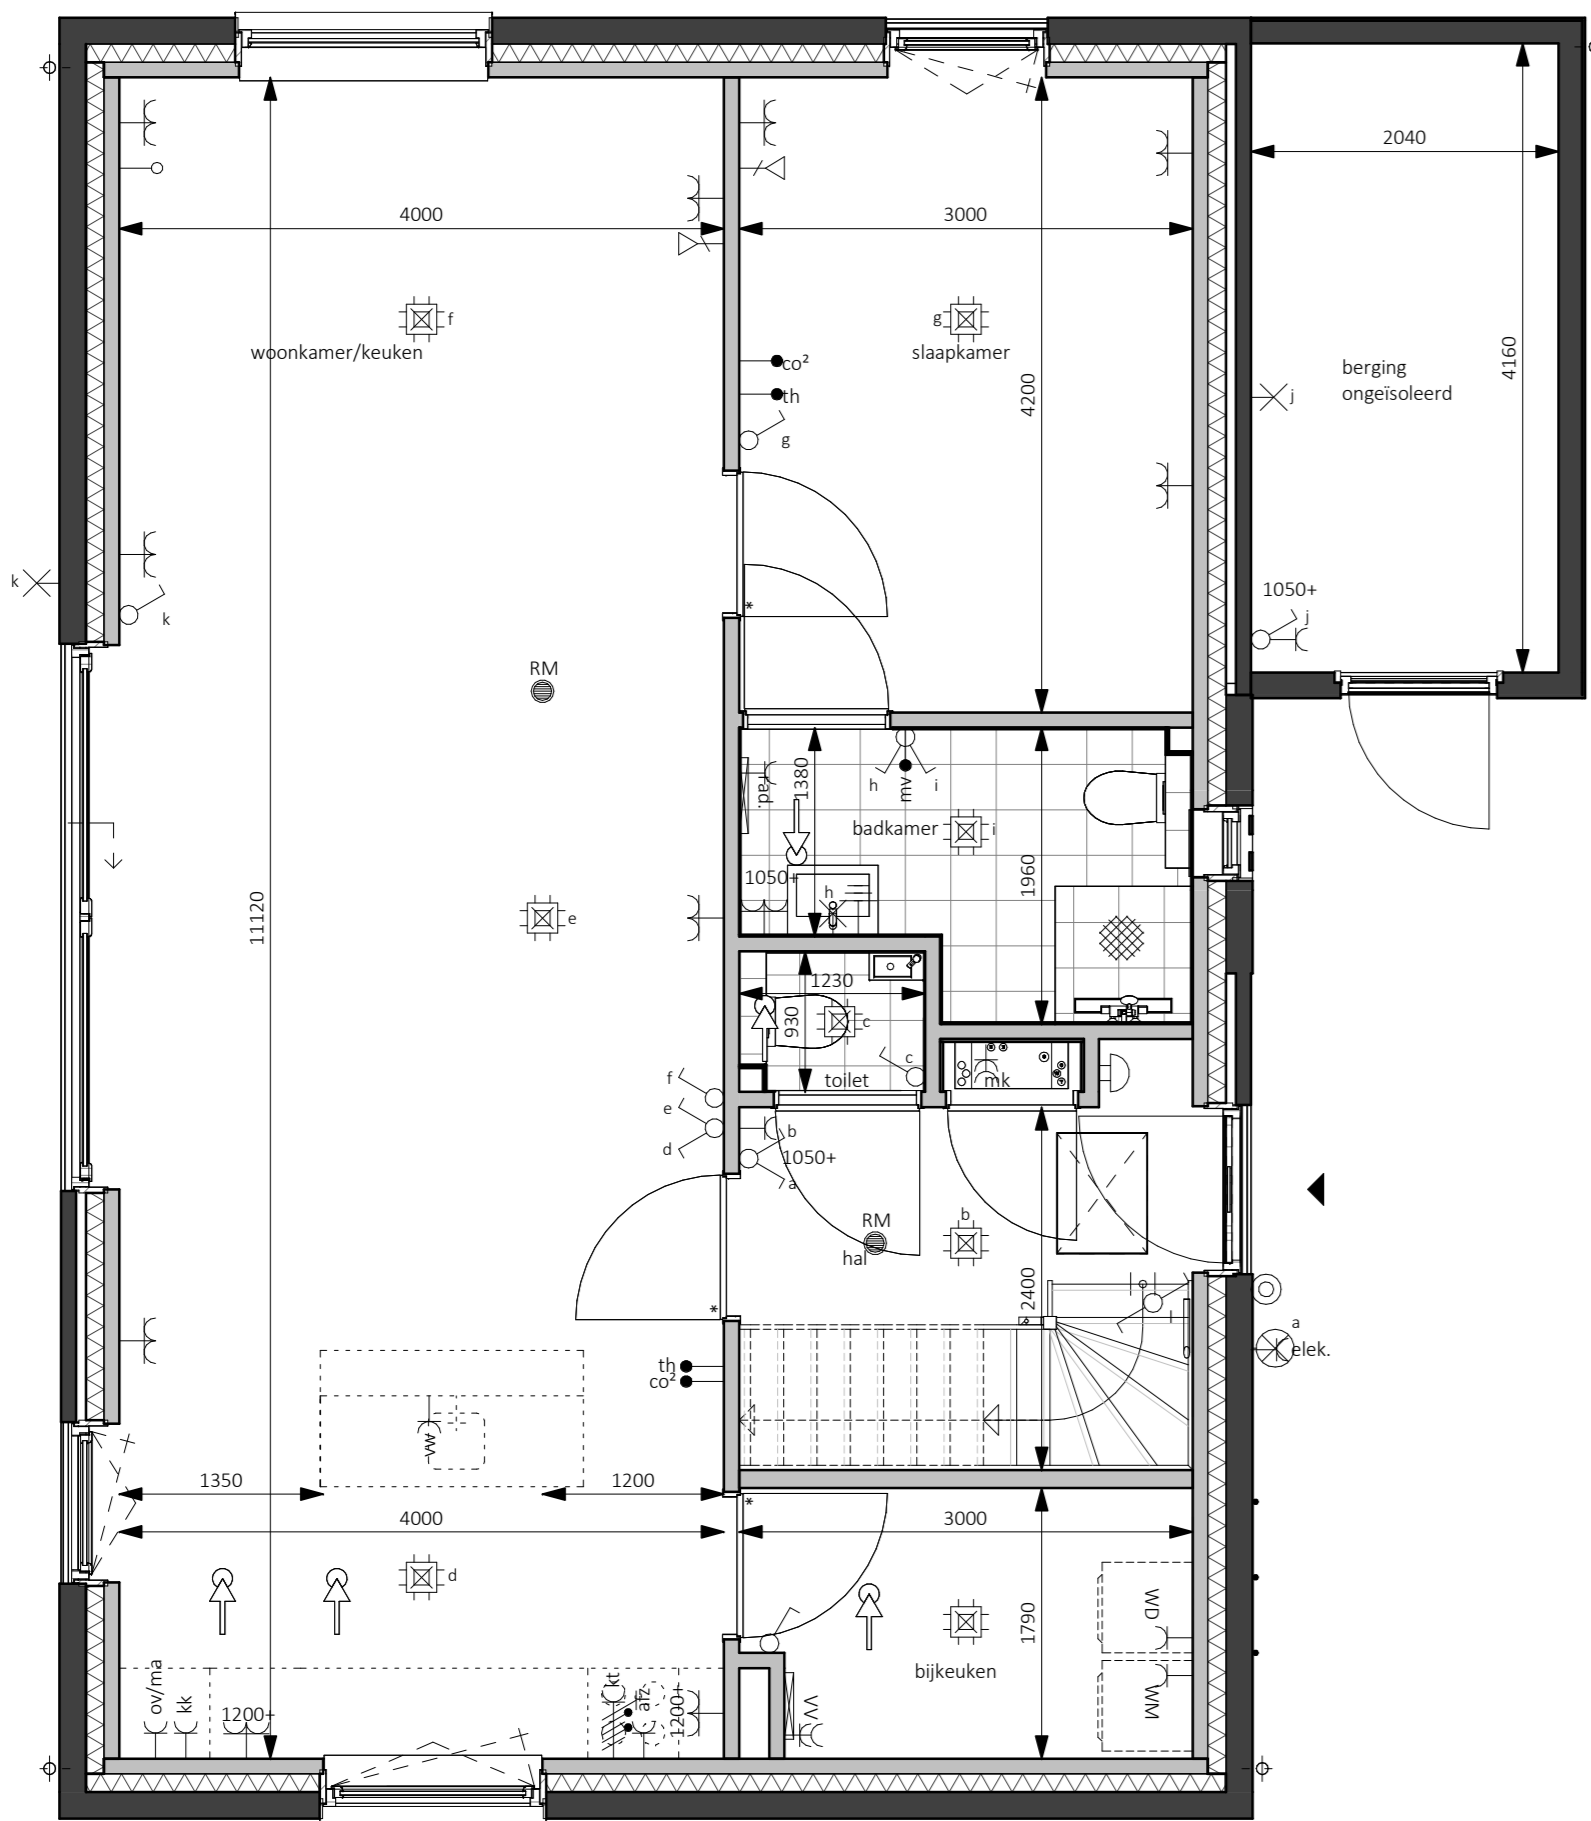 2040
4000
3000
f
woonkamer/keuken
g
slaapkamer
4160
co²
th
g
4200
berging
ongeïsoleerd
j
k
k
1050+
j
RM
rad.
1380
h
mv
i
badkamer
i
1960
1050+
h
11120
e
1230
930
c
c
toilet
mk
f
e
d
b
1050+
a
RM
hal
b
*
*
2400
a
elek.
th
co²
vw
1350
1200
*
4000
3000
d
1790
WD
bijkeuken
WM
VV
ov/ma
kk
1200+
kt
afz
1200+